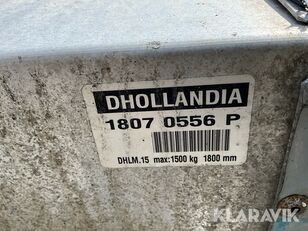 DHOLLANDIA
1807 0556 P
DHLM.15 max:1500 kg 1800 mm
KLARAVIK